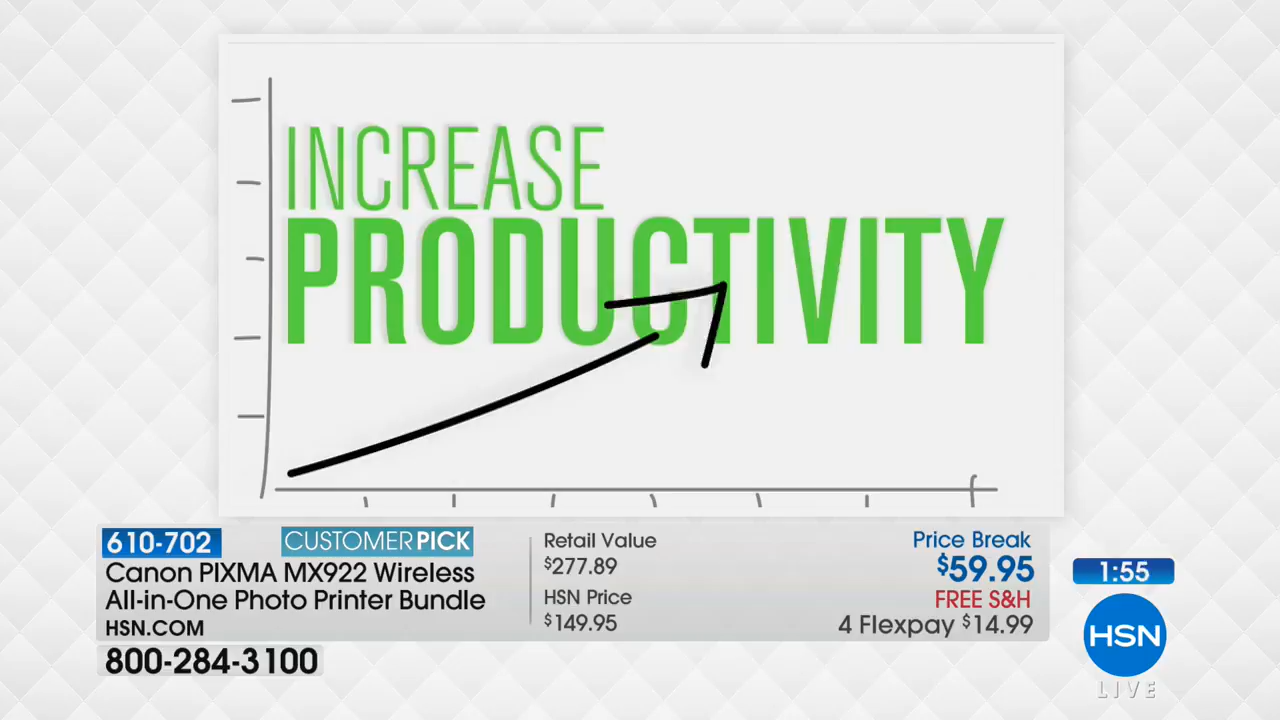 INCREASE
PRODUCTIVITY
610-702
CUSTOMERPICK
Canon PIXMA MX922 Wireless
All-in-One Photo Printer Bundle
HSN.COM
800-284-3100
Retail Value
$277.89
HSN Price
$149.95
Price Break
$59.95
FREE S&H
4 Flexpay $14.99
1:55
HSN
LIVE